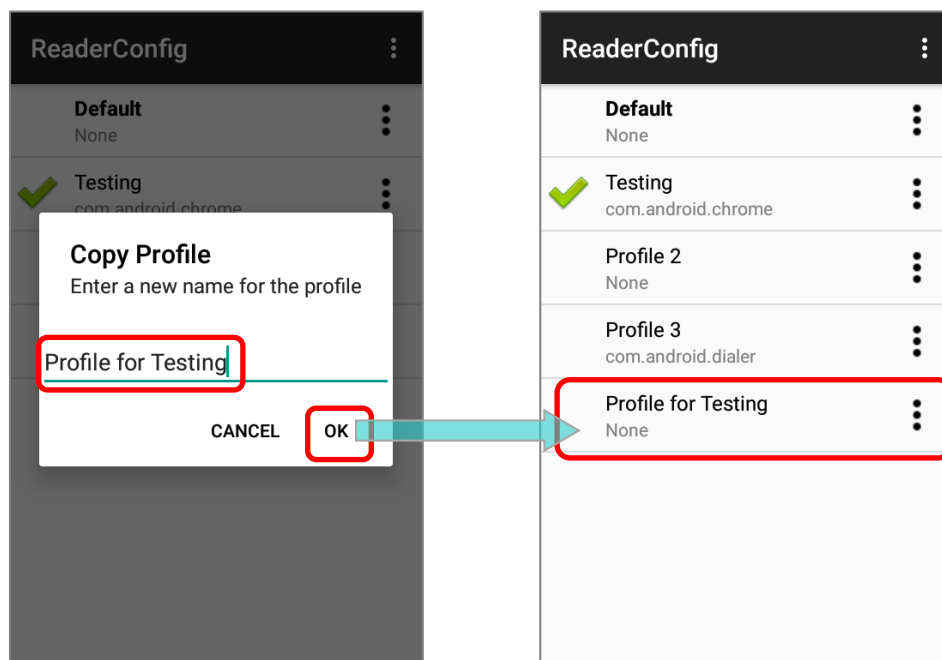 ReaderConfig
Default
None
Testing
com.android.chrome
Copy Profile
Enter a new name for the profile
Profile for Testing
CANCEL
OK
ReaderConfig
Default
None
Testing
com.android.chrome
Profile 2
None
Profile 3
com.android.dialer
Profile for Testing
None